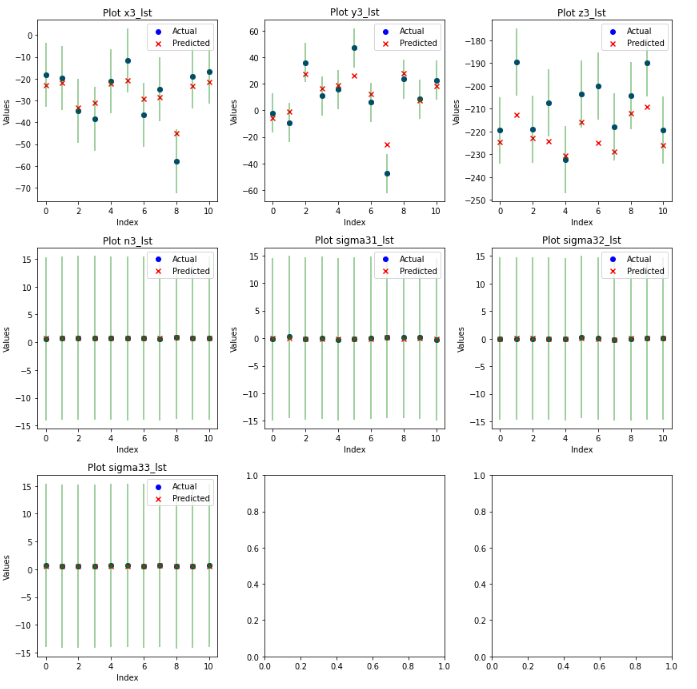 Plot x3_lst
Plot y3_lst
Plot z3_lst
Actual
Predicted
Actual
Predicted
Actual
Predicted
Values
0
−10
−20
−30
−40
−50
−60
−70
0 2 4 6 8 10
Index
Values
60
40
20
0
−20
−40
−60
0 2 4 6 8 10
Index
Values
−180
−190
−200
−210
−220
−230
−240
−250
0 2 4 6 8 10
Index
Plot n3_lst
Plot sigma31_lst
Plot sigma32_lst
Actual
Predicted
Actual
Predicted
Actual
Predicted
Values
15
10
5
0
−5
−10
−15
0 2 4 6 8 10
Index
Values
15
10
5
0
−5
−10
−15
0 2 4 6 8 10
Index
Values
15
10
5
0
−5
−10
−15
0 2 4 6 8 10
Index
Plot sigma33_lst
Actual
Predicted
Values
15
10
5
0
−5
−10
−15
0 2 4 6 8 10
Index
1.0
0.8
0.6
0.4
0.2
0.0
0.0 0.2 0.4 0.6 0.8 1.0
1.0
0.8
0.6
0.4
0.2
0.0
0.0 0.2 0.4 0.6 0.8 1.0